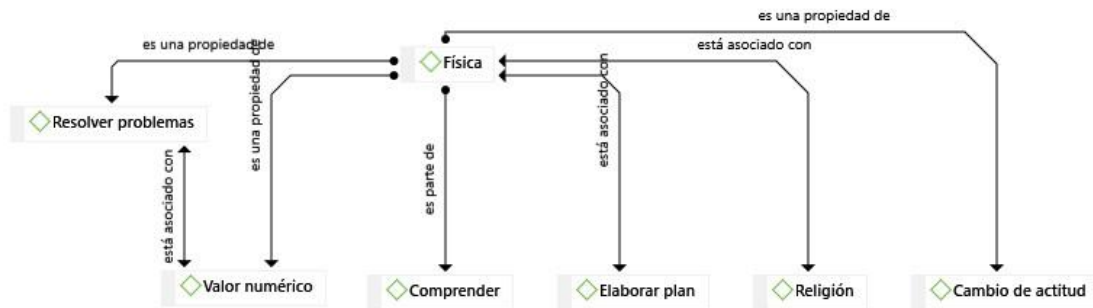 es una propiedad de
es una propiedad de
Física
está asociado con
Resolver problemas
es una propiedad de
está asociado con
está asociado con
es parte de
Valor numérico
Comprender
Elaborar plan
Religión
Cambio de actitud